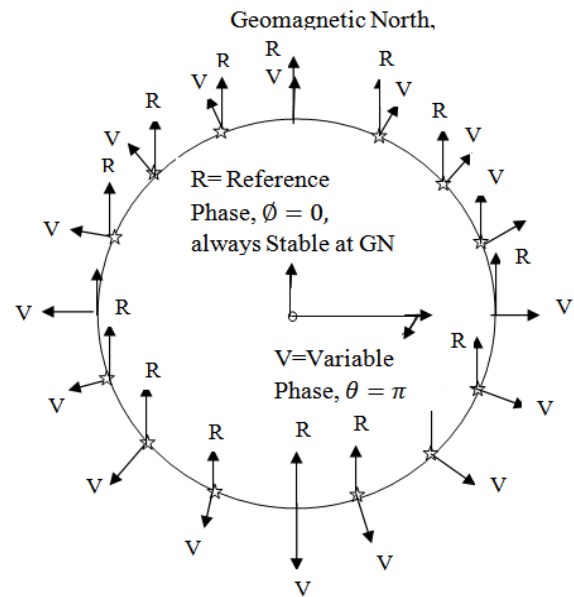 Geomagnetic North,
R
R
R
V
V
V
R
R
V
V
R
V
R= Reference
Phase, Ø = 0,
always Stable at GN
V
R
V
R
V
V=Variable
Phase, θ = π
R
V
R
V
R
R
R
R
V
V
V
V
V